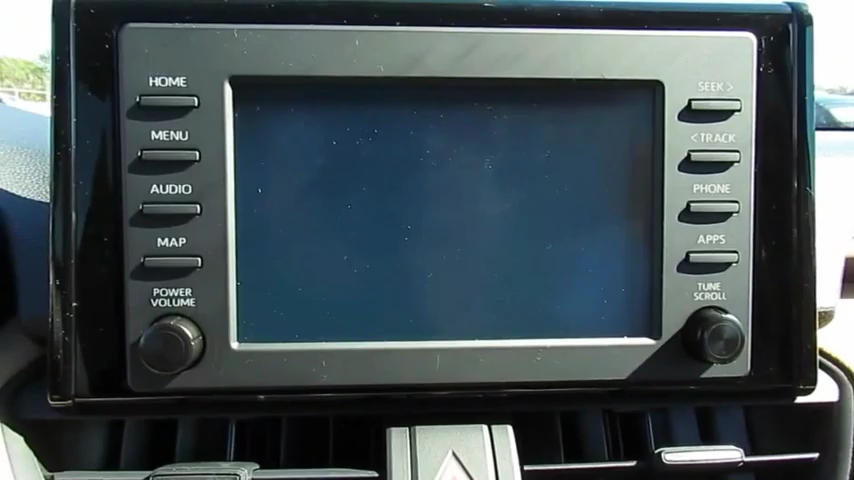 HOME
MENU
AUDIO
MAP
POWER
VOLUME
SEEK >
< TRACK
PHONE
APPS
TUNE
SCROLL